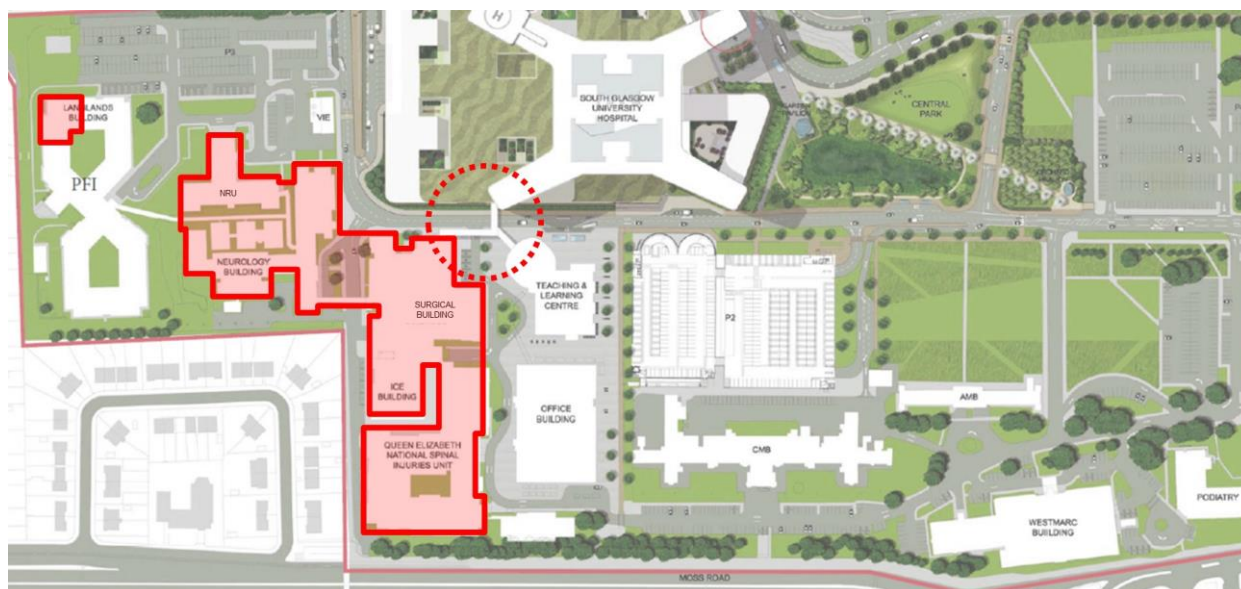 P3
H
LANGLANDS
BUILDING
VIE
SOUTH GLASGOW
UNIVERSITY
HOSPITAL
CENTRAL
PARK
PFI
NRU
NEUROLOGY
BUILDING
SURGICAL
BUILDING
TEACHING &
LEARNING
CENTRE
P2
ICE
BUILDING
OFFICE
BUILDING
AMB
QUEEN ELIZABETH
NATIONAL SPINAL
INJURIES UNIT
CMB
PODIATRY
WESTMARC
BUILDING
MOSS ROAD